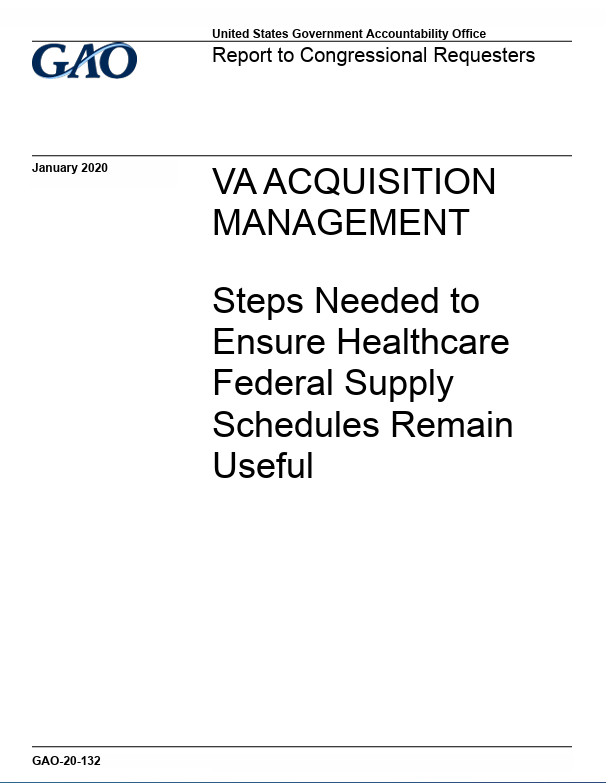 United States Government Accountability Office
GAO
Report to Congressional Requesters
January 2020
VA ACQUISITION
MANAGEMENT
Steps Needed to
Ensure Healthcare
Federal Supply
Schedules Remain
Useful
GAO-20-132